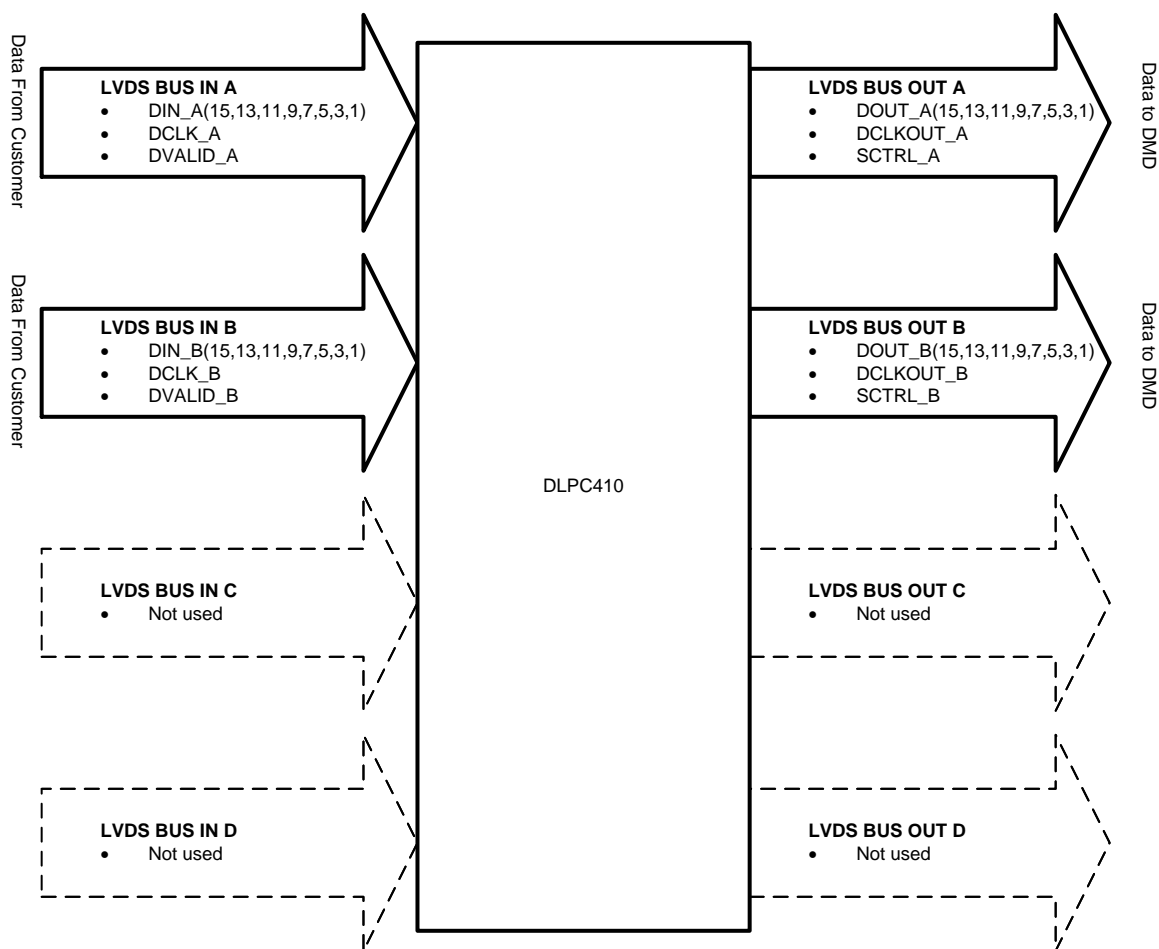 Data From Customer
LVDS BUS IN A
• DIN_A(15,13,11,9,7,5,3,1)
• DCLK_A
• DVALID_A
LVDS BUS OUT A
• DOUT_A(15,13,11,9,7,5,3,1)
• DCLKOUT_A
• SCTRL_A
Data to DMD
Data From Customer
LVDS BUS IN B
• DIN_B(15,13,11,9,7,5,3,1)
• DCLK_B
• DVALID_B
LVDS BUS OUT B
• DOUT_B(15,13,11,9,7,5,3,1)
• DCLKOUT_B
• SCTRL_B
Data to DMD
DLPC410
LVDS BUS IN C
• Not used
LVDS BUS OUT C
• Not used
LVDS BUS IN D
• Not used
LVDS BUS OUT D
• Not used